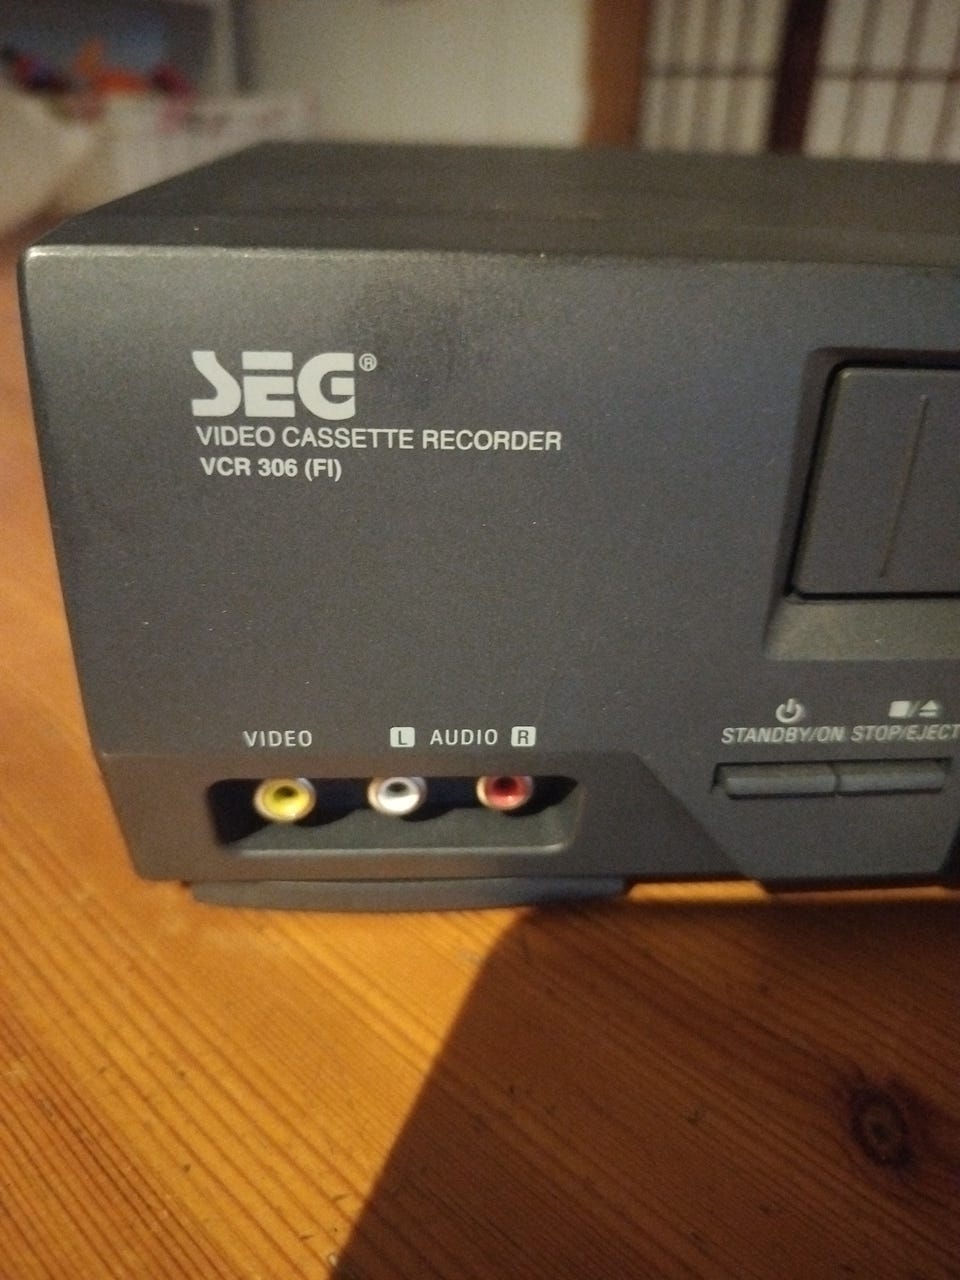 SEG®
VIDEO CASSETTE RECORDER
VCR 306 (FI)
VIDEO L AUDIO R
STANDBY/ON STOP/EJECT